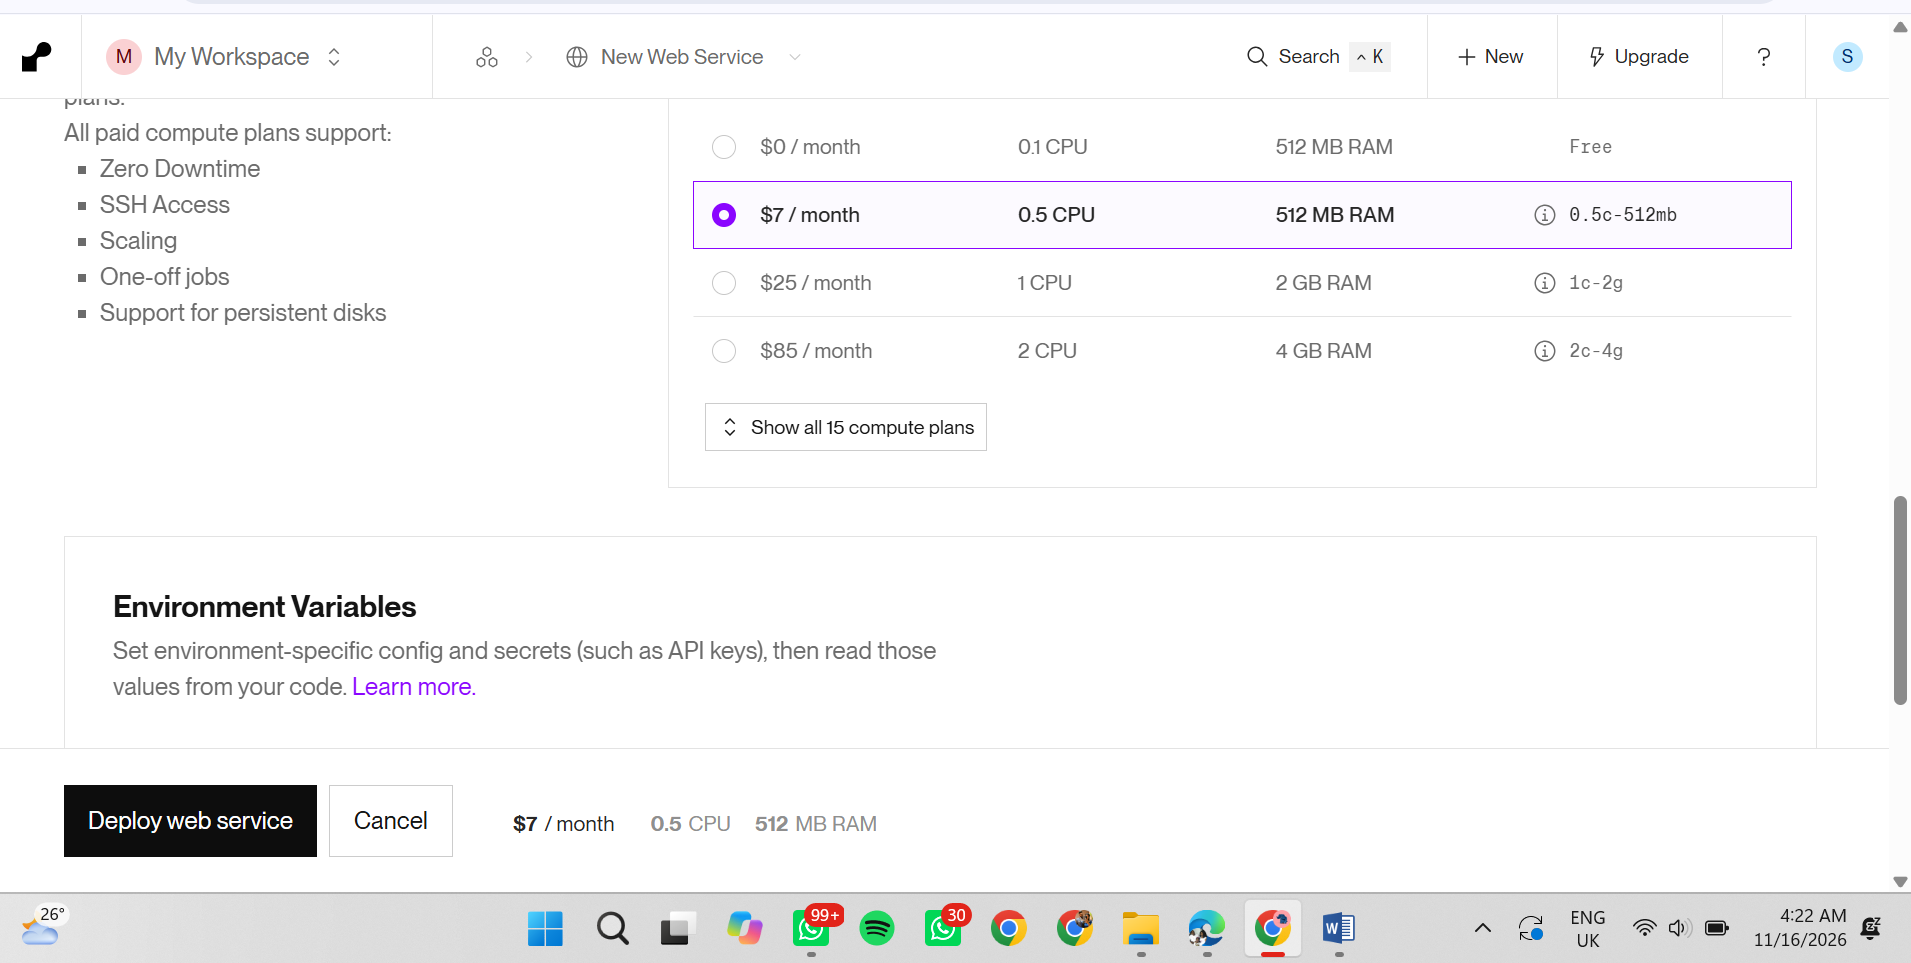 M My Workspace
New Web Service
Search ^ K
+ New
Upgrade
?
S
plans.
All paid compute plans support:
Zero Downtime
SSH Access
Scaling
One-off jobs
Support for persistent disks
$0 / month 0.1 CPU 512 MB RAM Free
$7 / month 0.5 CPU 512 MB RAM 0.5c-512mb
$25 / month 1 CPU 2 GB RAM 1c-2g
$85 / month 2 CPU 4 GB RAM 2c-4g
Show all 15 compute plans
Environment Variables
Set environment-specific config and secrets (such as API keys), then read those
values from your code. Learn more.
Deploy web service
Cancel
$7 / month 0.5 CPU 512 MB RAM
26°
99+
30
ENG
UK
4:22 AM
11/16/2026